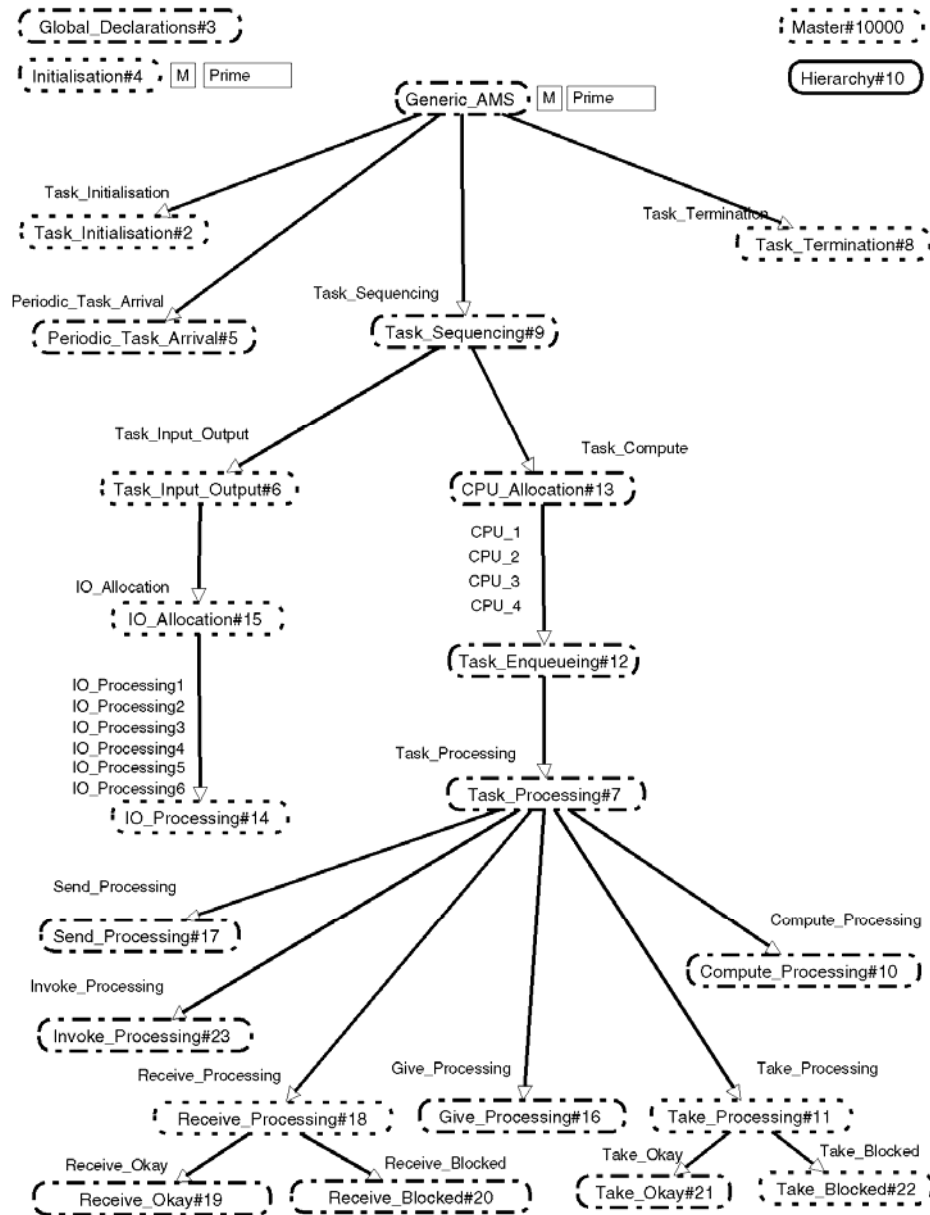 Global_Declarations#3
Master#10000
Initialisation#4
M
Prime
Hierarchy#10
Generic_AMS
M
Prime
Task_Initialisation
Task_Initialisation#2
Task_Termination
Task_Termination#8
Periodic_Task_Arrival
Periodic_Task_Arrival#5
Task_Sequencing
Task_Sequencing#9
Task_Input_Output
Task_Input_Output#6
Task_Compute
CPU_Allocation#13
CPU_1
CPU_2
CPU_3
CPU_4
IO_Allocation
IO_Allocation#15
Task_Enqueueing#12
IO_Processing1
IO_Processing2
IO_Processing3
IO_Processing4
IO_Processing5
IO_Processing6
IO_Processing#14
Task_Processing
Task_Processing#7
Send_Processing
Send_Processing#17
Compute_Processing
Compute_Processing#10
Invoke_Processing
Invoke_Processing#23
Receive_Processing
Receive_Processing#18
Give_Processing
Give_Processing#16
Take_Processing
Take_Processing#11
Receive_Okay
Receive_Okay#19
Receive_Blocked
Receive_Blocked#20
Take_Okay
Take_Okay#21
Take_Blocked
Take_Blocked#22